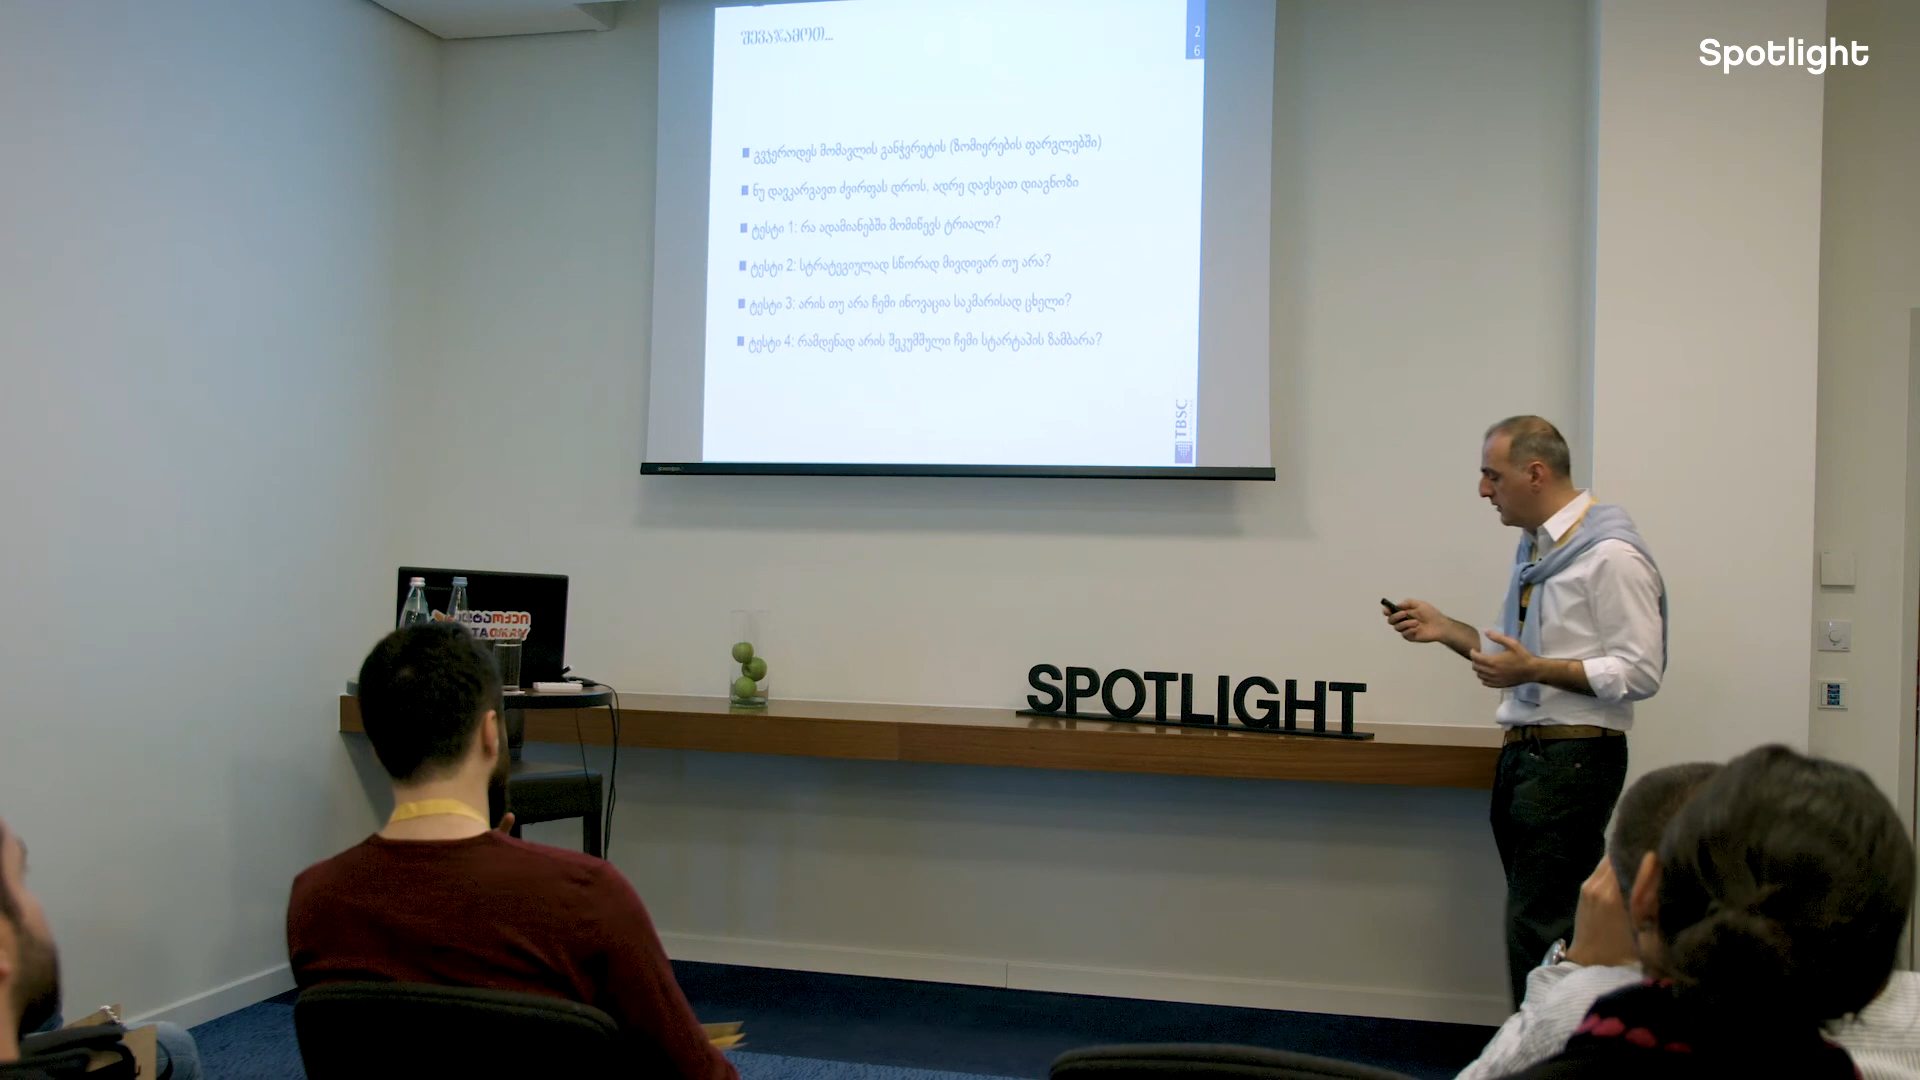 შევაჯამოთ...
2
6
Spotlight
გვჯეროდეს მომავლის განჭვრეტის (ზომიერების ფარგლებში)
ნუ დავკარგავთ ძვირფას დროს, ადრე დავსვათ დიაგნოზი
ტესტი 1: რა ადამიანებში მომიწევს ტრიალი?
ტესტი 2: სტრატეგიულად სწორად მივდივარ თუ არა?
ტესტი 3: არის თუ არა ჩემი ინოვაცია საკმარისად ცხელი?
ტესტი 4: რამდენად არის შეკუმშული ჩემი სტარტაპის ზამბარა?
TBSC
SPOTLIGHT